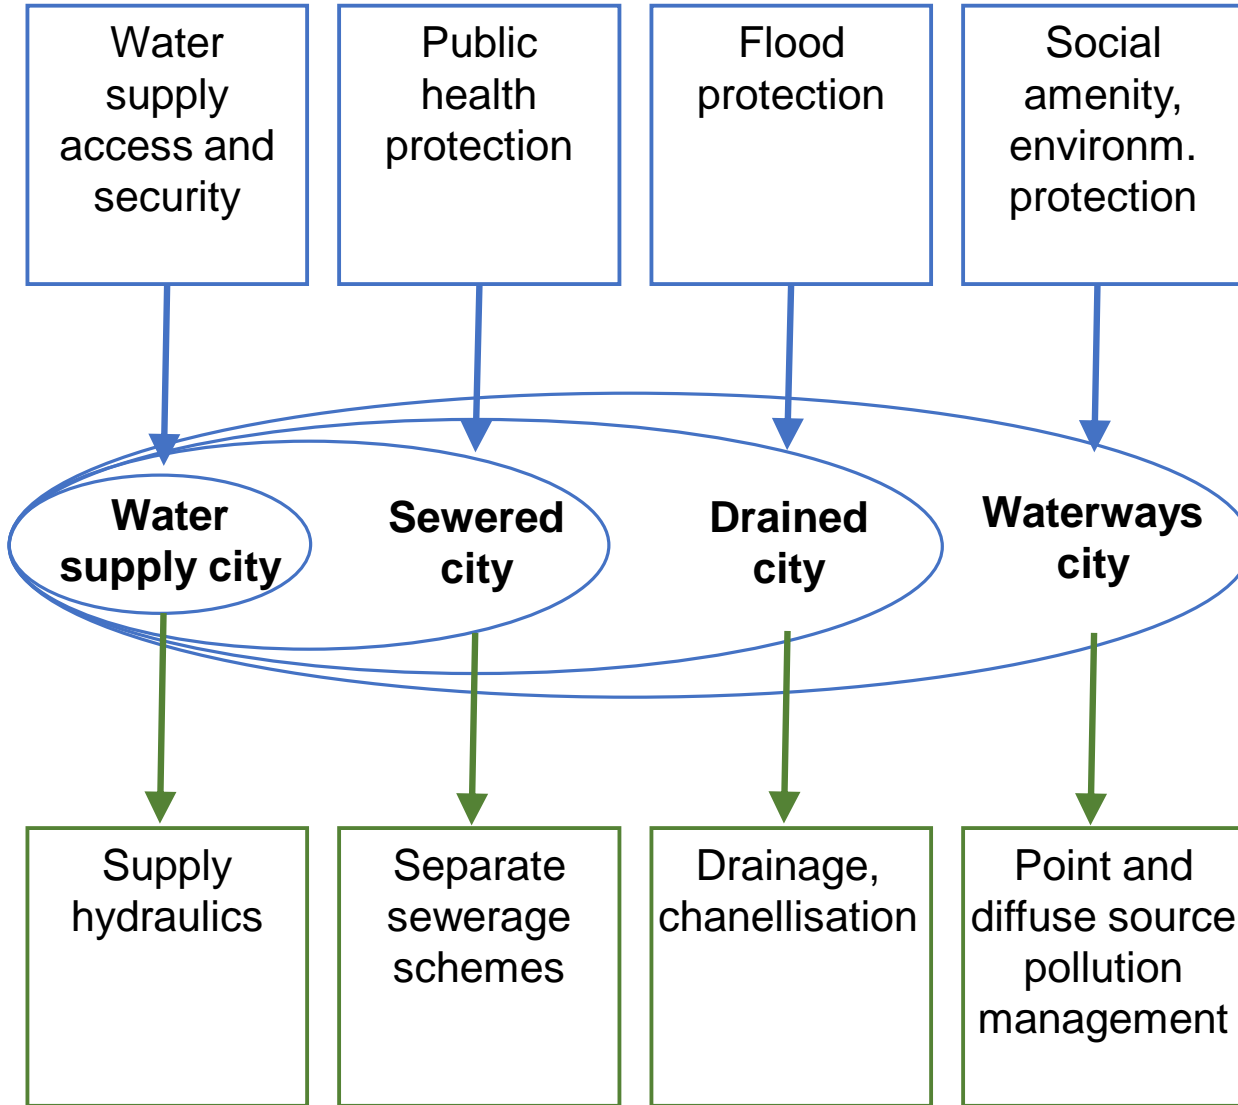 Water
supply
access and
security
Public
health
protection
Flood
protection
Social
amenity,
environm.
protection
Water
supply city
Sewered
city
Drained
city
Waterways
city
Supply
hydraulics
Separate
sewerage
schemes
Drainage,
chanellisation
Point and
diffuse source
pollution
management